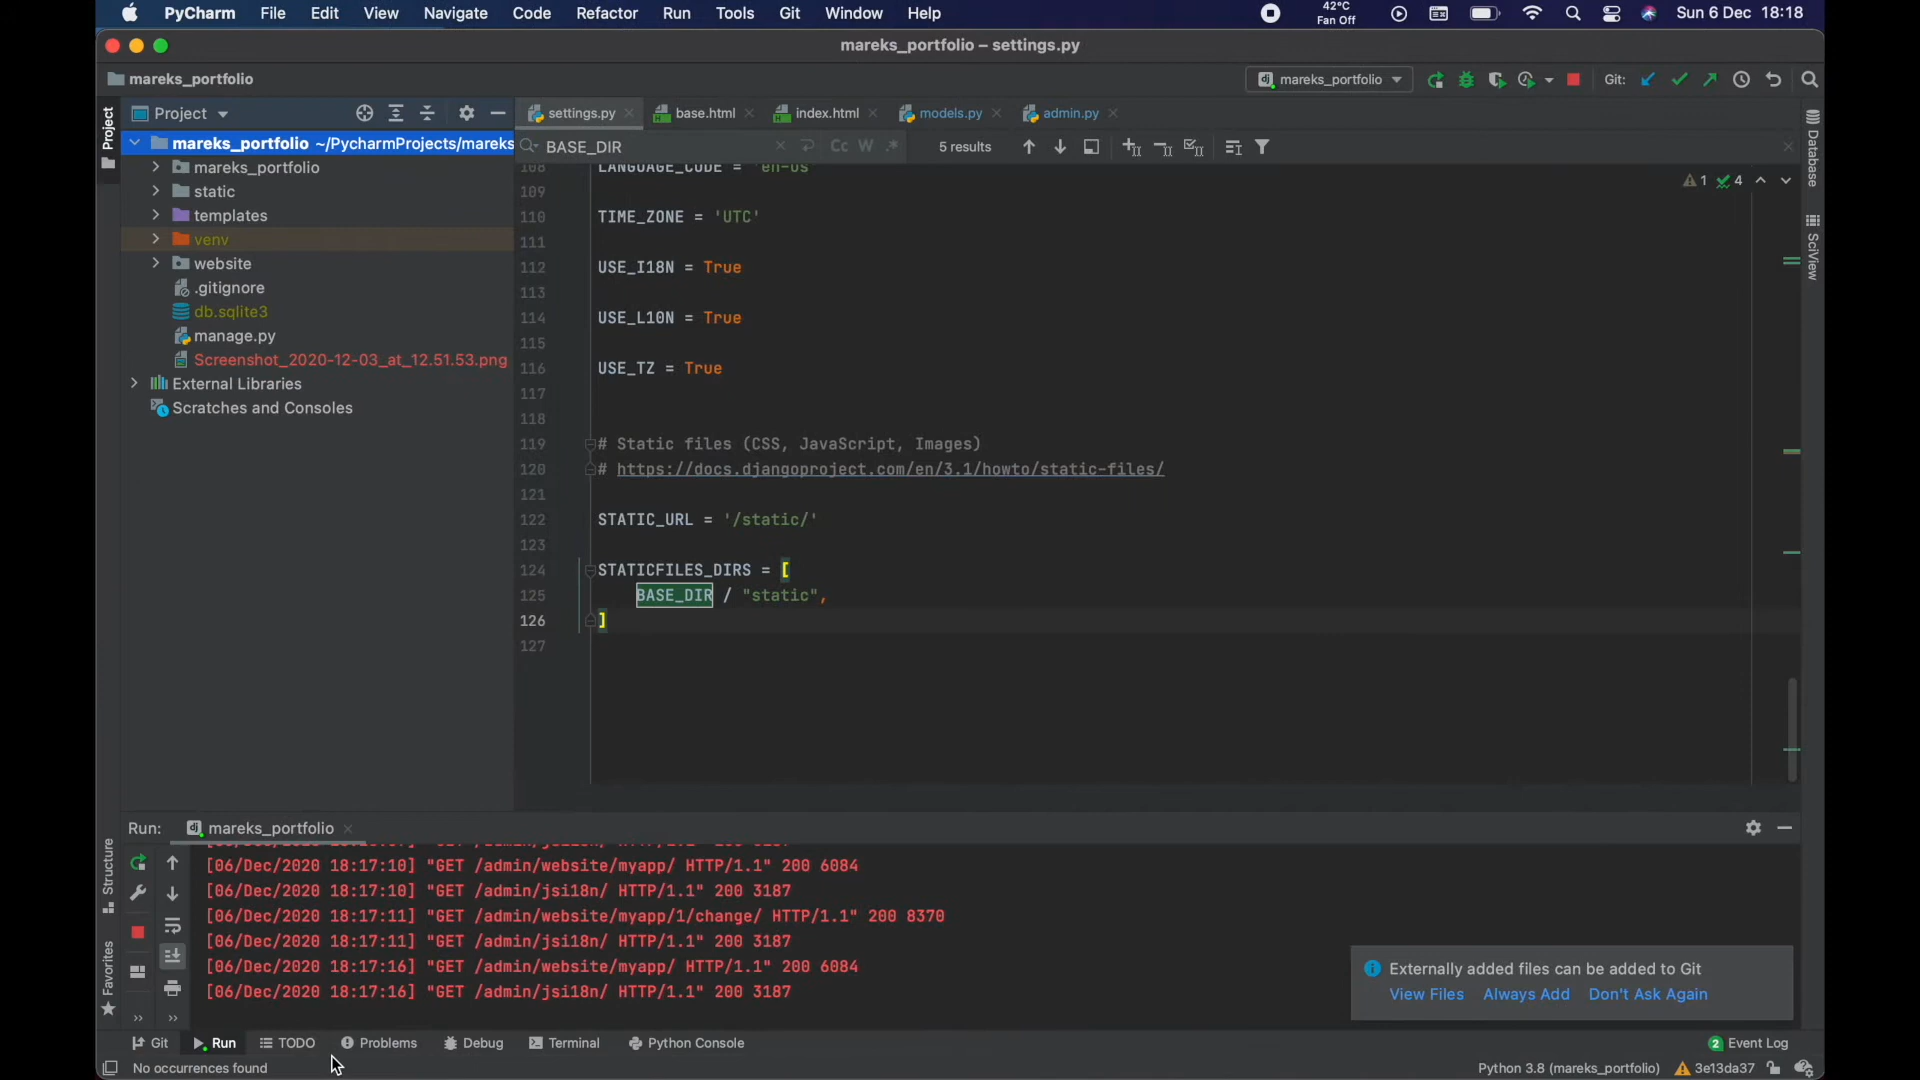 PyCharm File Edit View Navigate Code Refactor Run Tools Git Window Help 42°C Fan Off Sun 6 Dec 18:18
mareks_portfolio – settings.py
mareks_portfolio mareks_portfolio Git:
Project settings.py base.html index.html models.py admin.py
mareks_portfolio ~/PycharmProjects/mareks
BASE_DIR Cc W .* 5 results
mareks_portfolio
static
templates
venv
website
.gitignore
db.sqlite3
manage.py
Screenshot_2020-12-03_at_12.51.53.png
External Libraries
Scratches and Consoles
1 4
108 LANGUAGE_CODE = 'en-us'
109
110 TIME_ZONE = 'UTC'
111
112 USE_I18N = True
113
114 USE_L10N = True
115
116 USE_TZ = True
117
118
119 # Static files (CSS, JavaScript, Images)
120 # https://docs.djangoproject.com/en/3.1/howto/static-files/
121
122 STATIC_URL = '/static/'
123
124 STATICFILES_DIRS = [
125 BASE_DIR / "static",
126 ]
127
Project
Structure
Favorites
Database
SciView
Run: mareks_portfolio
[06/Dec/2020 18:17:10] "GET /admin/website/myapp/ HTTP/1.1" 200 6084
[06/Dec/2020 18:17:10] "GET /admin/jsi18n/ HTTP/1.1" 200 3187
[06/Dec/2020 18:17:11] "GET /admin/website/myapp/1/change/ HTTP/1.1" 200 8370
[06/Dec/2020 18:17:11] "GET /admin/jsi18n/ HTTP/1.1" 200 3187
[06/Dec/2020 18:17:16] "GET /admin/website/myapp/ HTTP/1.1" 200 6084
[06/Dec/2020 18:17:16] "GET /admin/jsi18n/ HTTP/1.1" 200 3187
Externally added files can be added to Git
View Files Always Add Don't Ask Again
Git Run TODO Problems Debug Terminal Python Console 2 Event Log
No occurrences found Python 3.8 (mareks_portfolio) 3e13da37